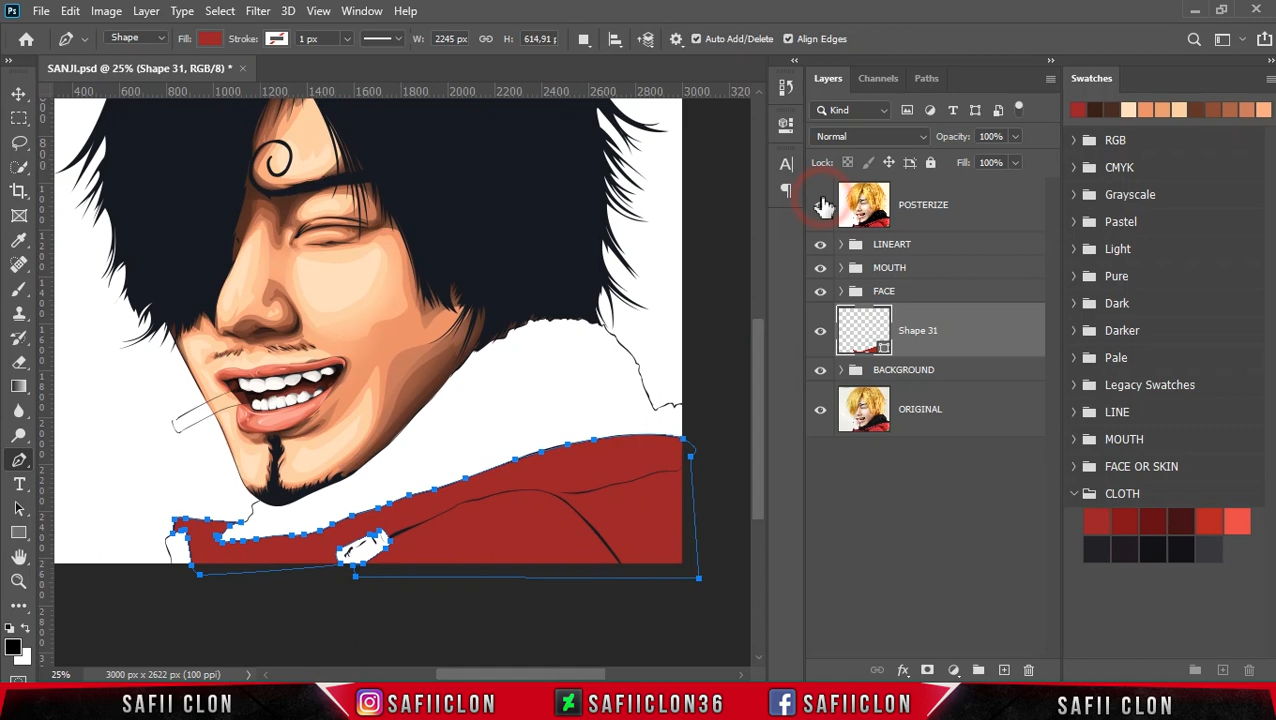 Ps File Edit Image Layer Type Select Filter 3D View Window Help
Shape Fill: Stroke: 1 px W: 2245 px H: 614,91 p Auto Add/Delete Align Edges
SANJI.psd @ 25% (Shape 31, RGB/8) * ×
400 800 1000 1200 1400 1600 1800 2000 2200 2400 2600 2800 3000 320
Layers Channels Paths
Swatches
Kind
Normal Opacity: 100%
Lock: Fill: 100%
POSTERIZE
LINEART
MOUTH
FACE
Shape 31
BACKGROUND
ORIGINAL
RGB
CMYK
Grayscale
Pastel
Light
Pure
Dark
Darker
Pale
Legacy Swatches
LINE
MOUTH
FACE OR SKIN
CLOTH
25% 3000 px x 2622 px (100 ppi)
SAFII CLON SAFIICLON SAFIICLON36 SAFIICLON SAFII CLON